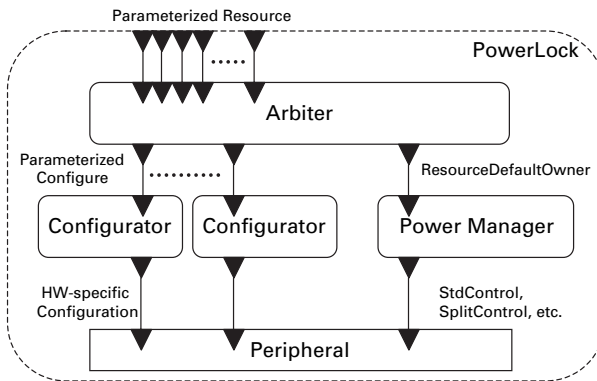 Parameterized Resource
PowerLock
Arbiter
Parameterized
Configure
ResourceDefaultOwner
Configurator
Configurator
Power Manager
HW-specific
Configuration
StdControl,
SplitControl, etc.
Peripheral